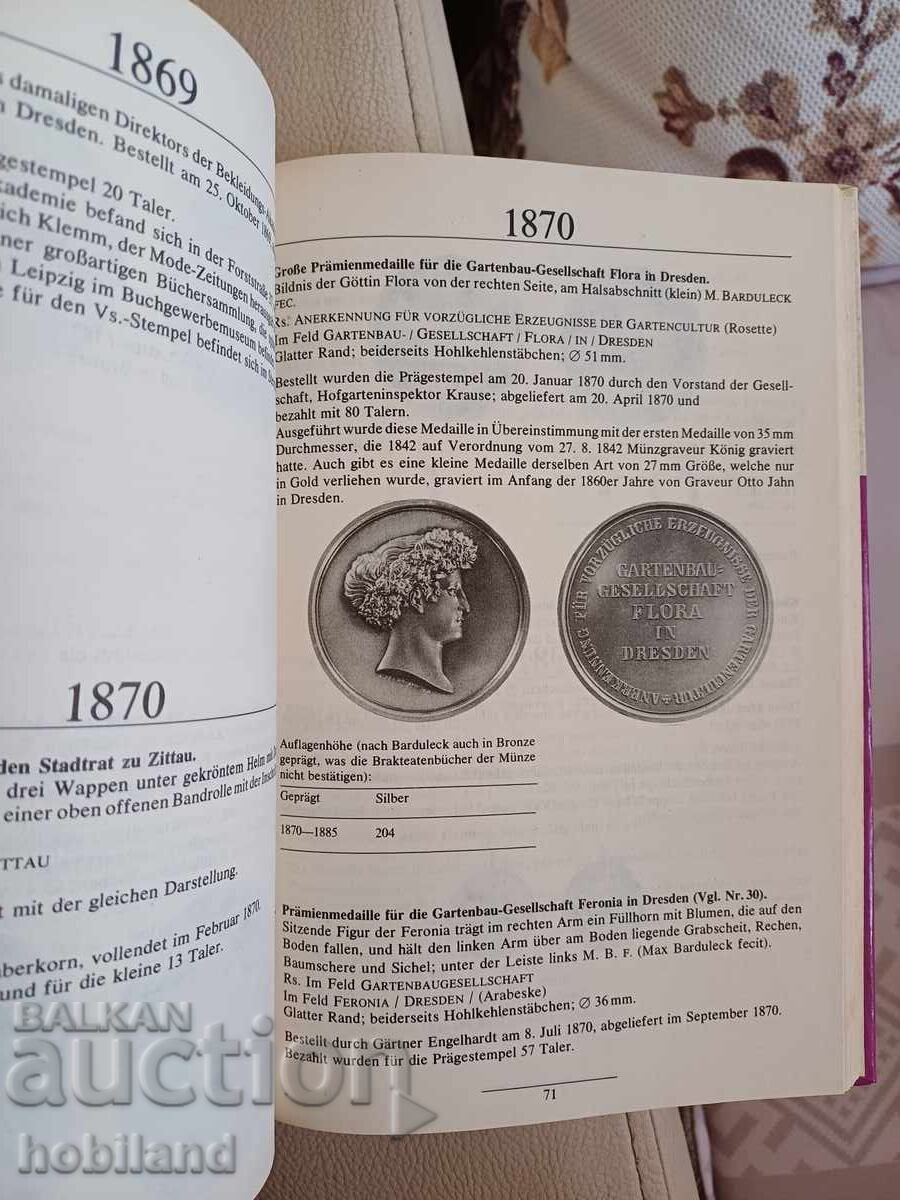 1869
damaligen Direktors der Bekleidungs-
Dresden. Bestellt am 25. Oktober
gestempel 20 Taler.
ademie befand sich in der Forststraße
ich Klemm, der Mode-Zeitungen
ner großartigen Büchersammlung, die
Leipzig im Buchgewerbemuseum
für den Vs.-Stempel befindet sich im
1870
den Stadtrat zu Zittau.
drei Wappen unter gekröntem Helm
einer oben offenen Bandrolle mit der
TTAU
mit der gleichen Darstellung.
berkorn, vollendet im Februar 1870.
und für die kleine 13 Taler.
1870
Große Prämienmedaille für die Gartenbau-Gesellschaft Flora in Dresden.
Bildnis der Göttin Flora von der rechten Seite, am Halsabschnitt (klein) M. BARDULECK
FEC.
Rs. ANERKENNUNG FÜR VORZÜGLICHE ERZEUGNISSE DER GARTENCULTUR (Rosette)
Im Feld GARTENBAU- / GESELLSCHAFT / FLORA / IN / DRESDEN
Glatter Rand; beiderseits Hohlkehlenstäbchen; ∅ 51 mm.
Bestellt wurden die Prägestempel am 20. Januar 1870 durch den Vorstand der Gesell-
schaft, Hofgarteninspektor Krause; abgeliefert am 20. April 1870 und
bezahlt mit 80 Talern.
Ausgeführt wurde diese Medaille in Übereinstimmung mit der ersten Medaille von 35 mm
Durchmesser, die 1842 auf Verordnung vom 27. 8. 1842 Münzgraveur König graviert
hatte. Auch gibt es eine kleine Medaille derselben Art von 27 mm Größe, welche nur
in Gold verliehen wurde, graviert im Anfang der 1860er Jahre von Graveur Otto Jahn
in Dresden.
ANERKENNUNG FÜR VORZÜGLICHE ERZEUGNISSE DER GARTENCULTUR
GARTENBAU-
GESELLSCHAFT
FLORA
IN
DRESDEN
Auflagenhöhe (nach Barduleck auch in Bronze
geprägt, was die Brakteatenbücher der Münze
nicht bestätigen):
Geprägt Silber
1870—1885 204
Prämienmedaille für die Gartenbau-Gesellschaft Feronia in Dresden (Vgl. Nr. 30).
Sitzende Figur der Feronia trägt im rechten Arm ein Füllhorn mit Blumen, die auf den
Boden fallen, und hält den linken Arm über am Boden liegende Grabscheit, Rechen,
Baumschere und Sichel; unter der Leiste links M. B. F. (Max Barduleck fecit).
Rs. Im Feld GARTENBAUGESELLSCHAFT
Im Feld FERONIA / DRESDEN / (Arabeske)
Glatter Rand; beiderseits Hohlkehlenstäbchen; ∅ 36 mm.
Bestellt durch Gärtner Engelhardt am 8. Juli 1870, abgeliefert im September 1870.
Bezahlt wurden für die Prägestempel 57 Taler.
71
BALKAN
auction
hobiland